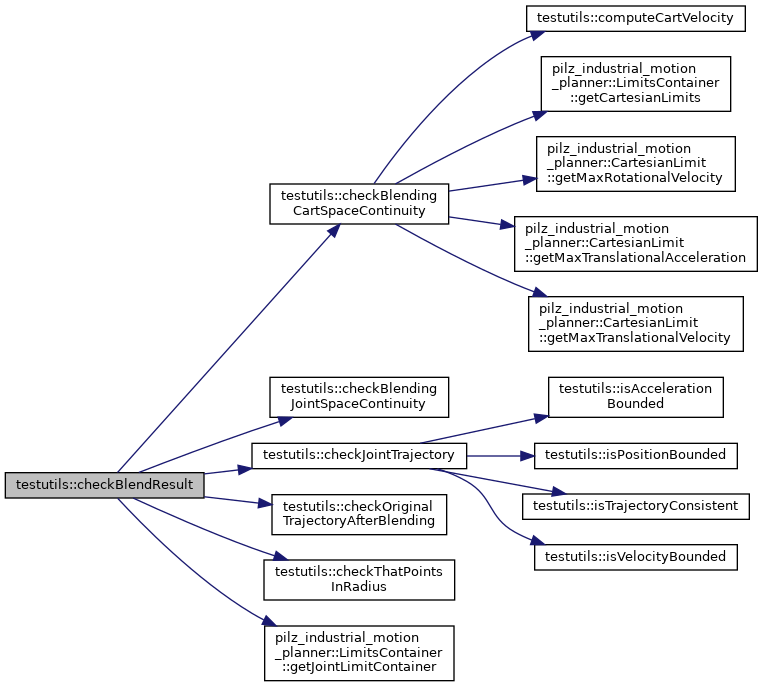 testutils::computeCartVelocity
pilz_industrial_motion
_planner::LimitsContainer
::getCartesianLimits
pilz_industrial_motion
_planner::CartesianLimit
::getMaxRotationalVelocity
testutils::checkBlending
CartSpaceContinuity
pilz_industrial_motion
_planner::CartesianLimit
::getMaxTranslationalAcceleration
pilz_industrial_motion
_planner::CartesianLimit
::getMaxTranslationalVelocity
testutils::checkBlending
JointSpaceContinuity
testutils::isAcceleration
Bounded
testutils::checkJointTrajectory
testutils::isPositionBounded
testutils::checkBlendResult
testutils::checkOriginal
TrajectoryAfterBlending
testutils::isTrajectoryConsistent
testutils::isVelocityBounded
testutils::checkThatPoints
InRadius
pilz_industrial_motion
_planner::LimitsContainer
::getJointLimitContainer